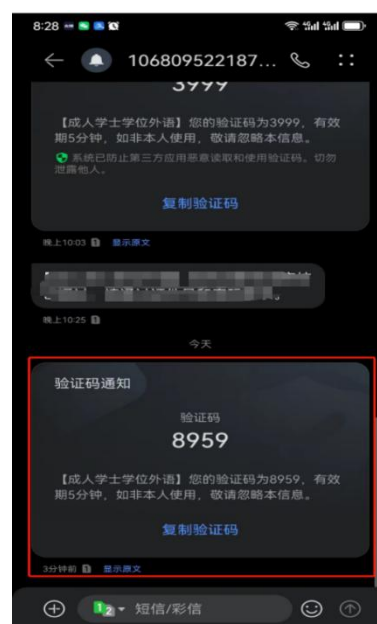 8:28
106809522187...
3999
【成人学士学位外语】您的验证码为3999，有效
期5分钟，如非本人使用，敬请忽略本信息。
系统已防止第三方应用恶意读取和使用验证码，切勿
泄露他人。
复制验证码
晚上10:03 1 显示原文
晚上10:25 1
今天
验证码通知
验证码
8959
【成人学士学位外语】您的验证码为8959，有效
期5分钟，如非本人使用，敬请忽略本信息。
复制验证码
3分钟前 显示原文
12 短信/彩信